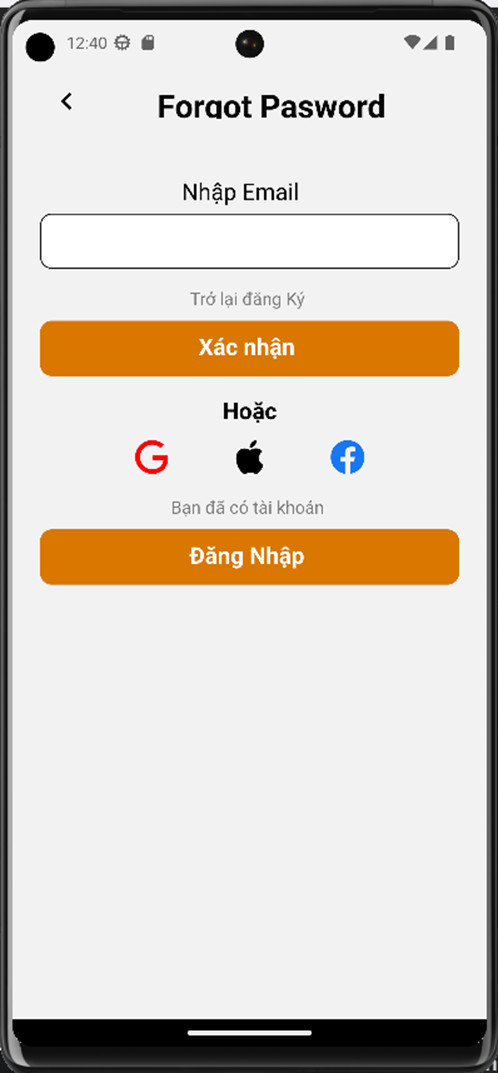 12:40
Forgot Pasword
Nhập Email
Trở lại đăng Ký
Xác nhận
Hoặc
Bạn đã có tài khoản
Đăng Nhập